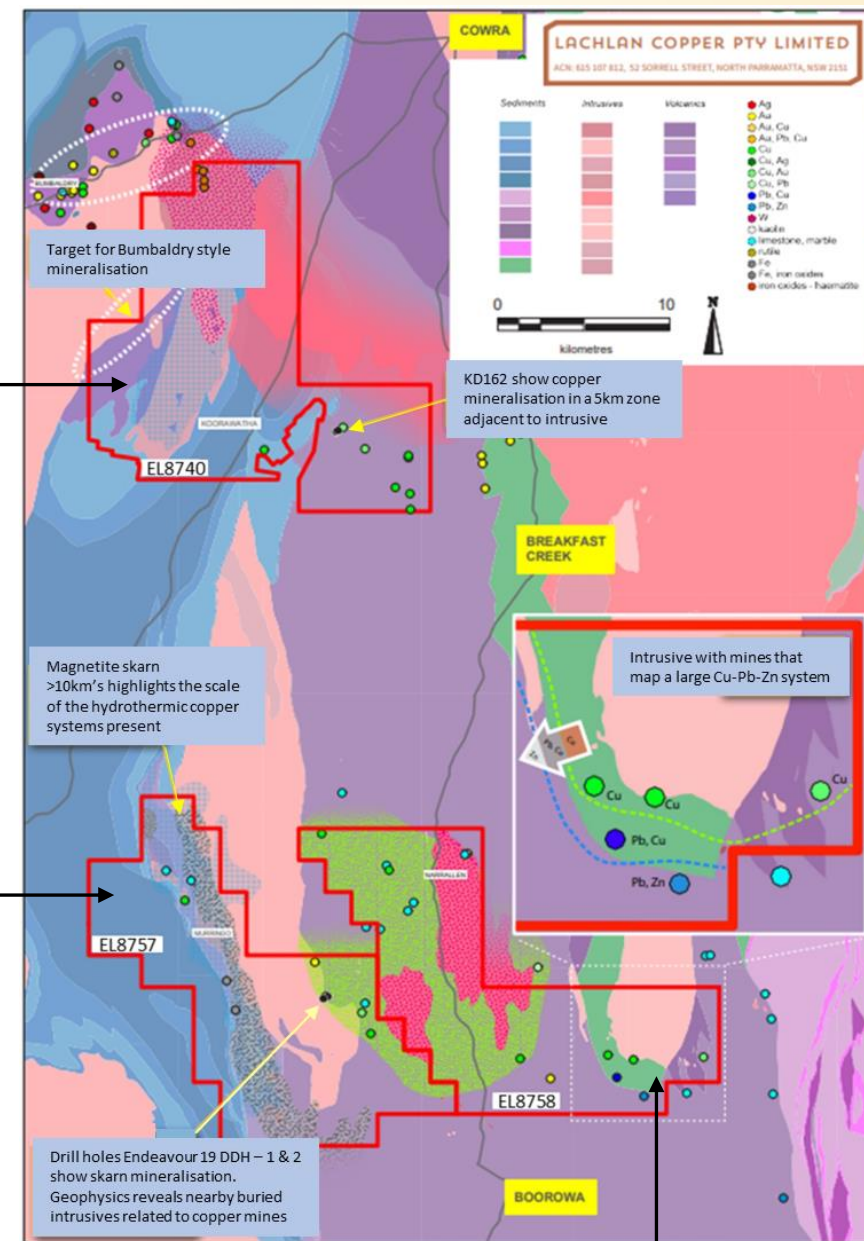 COWRA
LACHLAN COPPER PTY LIMITED
ACN: 615 107 812, 52 SORRELL STREET, NORTH PARRAMATTA, NSW 2151
Sediments
Intrusives
Volcanics
Ag
Au
Au, Cu
Au, Pb, Cu
Cu
Cu, Ag
Cu, Au
Cu, Pb
Pb, Cu
Pb, Zn
W
kaolin
limestone, marble
rutile
Fe
Fe, iron oxides
iron oxides - haematite
0
10
kilometres
N
BUMBALDRY
Target for Bumbaldry style
mineralisation
KD162 show copper
mineralisation in a 5km zone
adjacent to intrusive
KOORAWATHA
EL8740
BREAKFAST
CREEK
Magnetite skarn
>10km's highlights the scale
of the hydrothermic copper
systems present
Intrusive with mines that
map a large Cu-Pb-Zn system
Cu
Pb, Cu
Zn
Cu
Cu
Cu
Pb, Cu
Pb, Zn
NARRALLEN
MURRINGO
EL8757
EL8758
Drill holes Endeavour 19 DDH – 1 & 2
show skarn mineralisation.
Geophysics reveals nearby buried
intrusives related to copper mines
BOOROWA